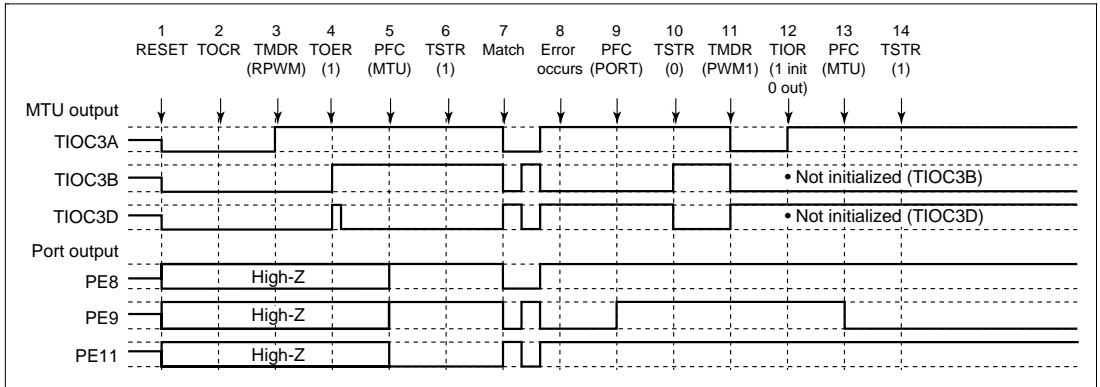 1 2 3 4 5 6 7 8 9 10 11 12 13 14
RESET TOCR TMDR TOER PFC TSTR Match Error PFC TSTR TMDR TIOR PFC TSTR
(RPWM) (1) (MTU) (1) occurs (PORT) (0) (PWM1) (1 init (MTU) (1)
0 out)
MTU output
TIOC3A
TIOC3B • Not initialized (TIOC3B)
TIOC3D • Not initialized (TIOC3D)
Port output
PE8 High-Z
PE9 High-Z
PE11 High-Z